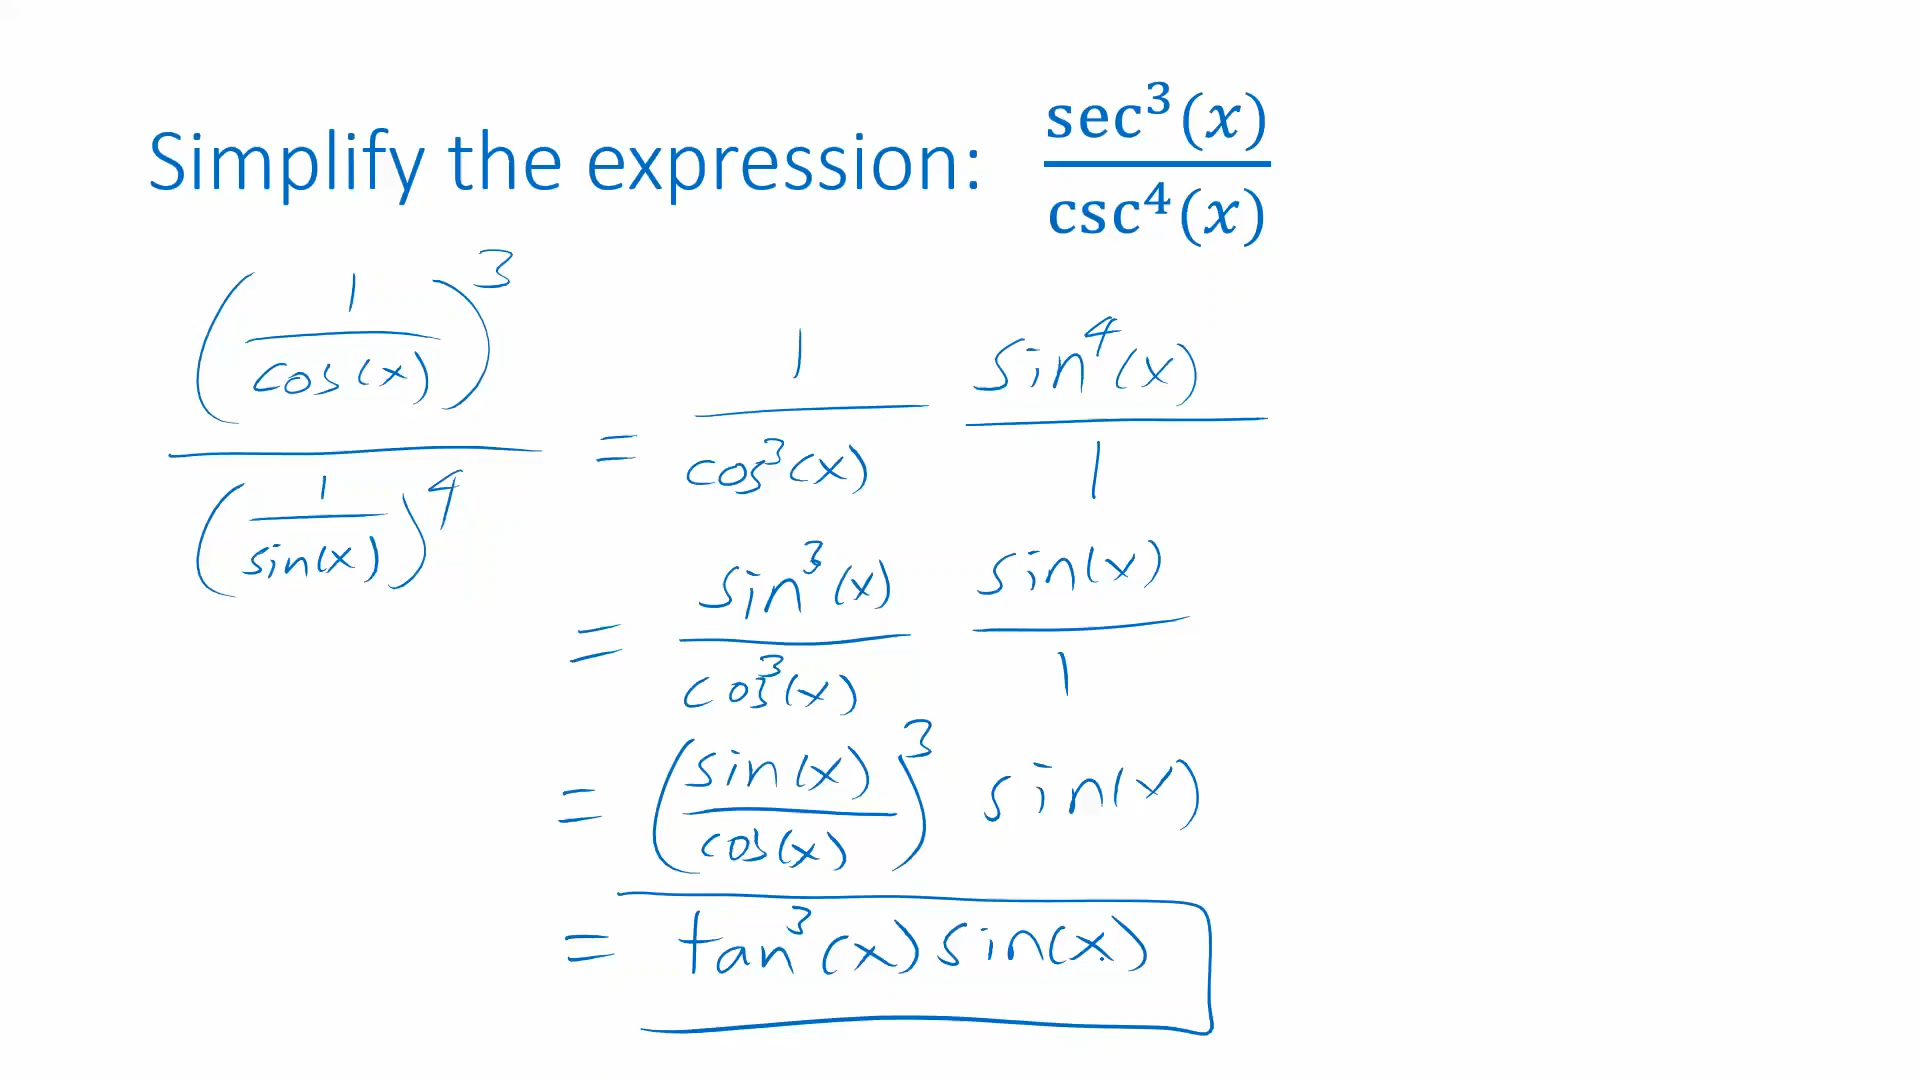 Simplify the expression: sec³(x) / csc⁴(x)
(1 / cos(x))³ / (1 / sin(x))⁴ = 1 / cos³(x) sin⁴(x) / 1
= sin³(x) / cos³(x) sin(x) / 1
= (sin(x) / cos(x))³ sin(x)
= tan³(x) sin(x)